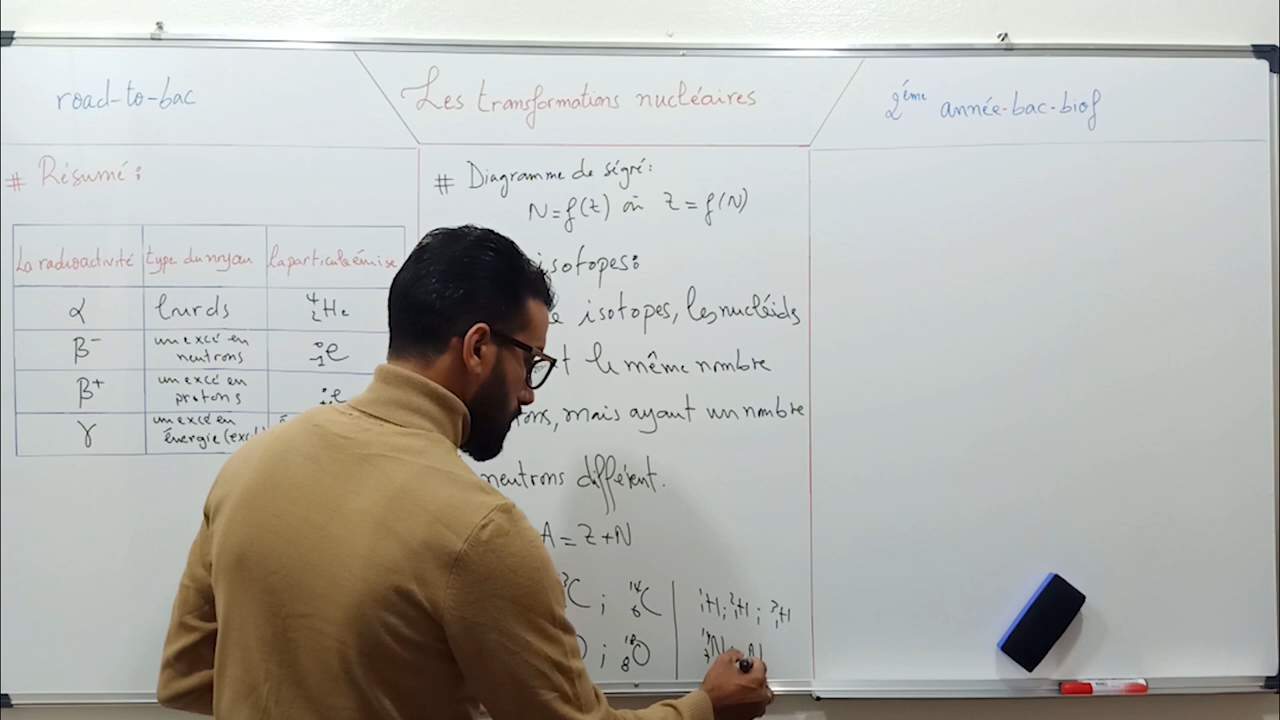 road-to-bac
Les transformations nucléaires
2ème année-bac-biof
# Résumé :
La radioactivité type du noyau la particule émise
α lourds ⁴₂He
β⁻ un excé en neutrons ⁰₋₁e
β⁺ un excé en protons
γ un excé en énergie (exci
# Diagramme de ségré :
N = f(Z) ou Z = f(N)
isotopes :
isotopes, les nucléids
le même nombre
mais ayant un nombre
neutrons différent.
A = Z + N
C ; ¹⁴₆C | ¹₁H ; ²₁H ; ³₁H
; ¹⁸₈O | ¹⁴₇N